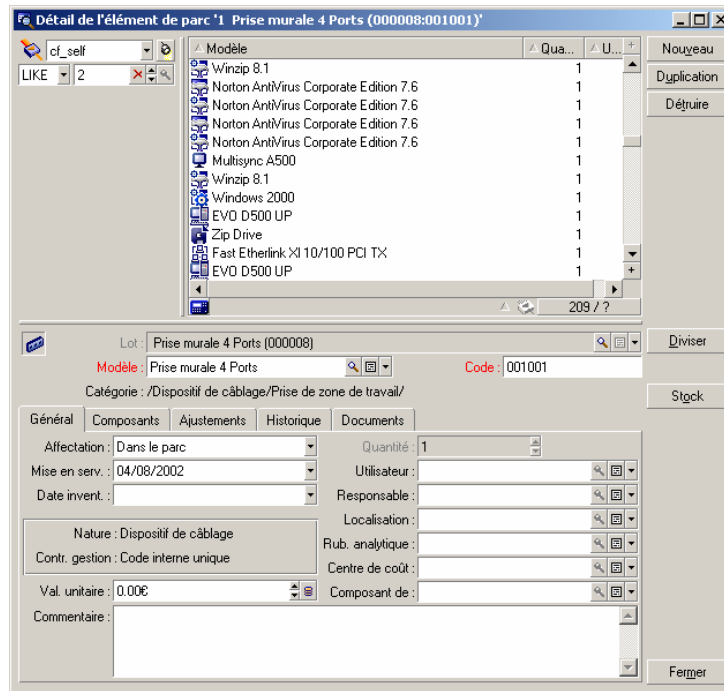 Détail de l'élément de parc '1 Prise murale 4 Ports (000008:001001)'
cf_self
LIKE 2
Modèle Qua... U...
Winzip 8.1 1
Norton AntiVirus Corporate Edition 7.6 1
Norton AntiVirus Corporate Edition 7.6 1
Norton AntiVirus Corporate Edition 7.6 1
Norton AntiVirus Corporate Edition 7.6 1
Multisync A500 1
Winzip 8.1 1
Windows 2000 1
EVO D500 UP 1
Zip Drive 1
Fast Etherlink XI 10/100 PCI TX 1
EVO D500 UP 1
209 / ?
Nouveau
Duplication
Détruire
Lot : Prise murale 4 Ports (000008)
Diviser
Modèle : Prise murale 4 Ports Code : 001001
Catégorie : /Dispositif de câblage/Prise de zone de travail/
Stock
Général Composants Ajustements Historique Documents
Affectation : Dans le parc Quantité : 1
Mise en serv. : 04/08/2002 Utilisateur :
Date invent. : Responsable :
Localisation :
Nature : Dispositif de câblage
Rub. analytique :
Contr. gestion : Code interne unique
Centre de coût :
Val. unitaire : 0.00€ Composant de :
Commentaire :
Fermer